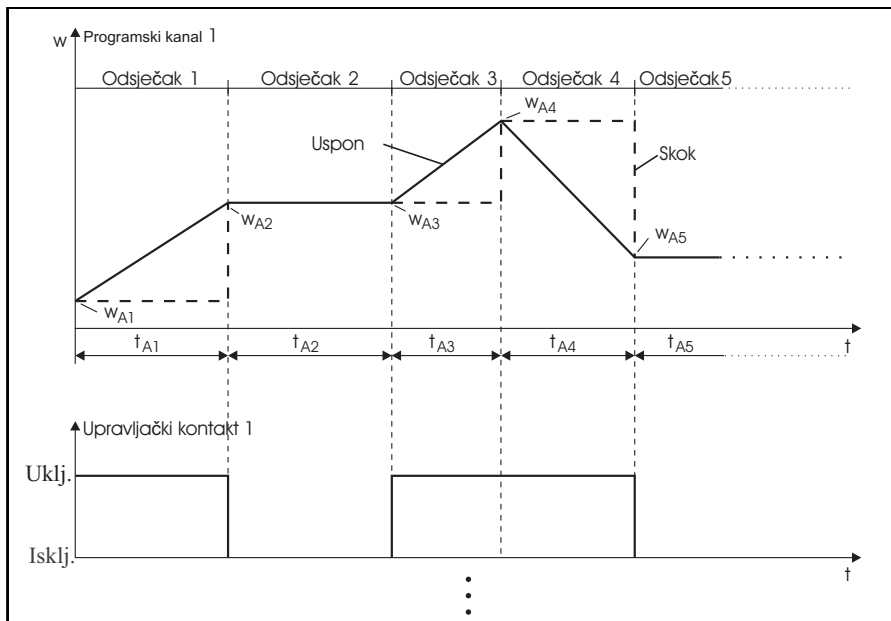 w Programski kanal 1
Odsječak 1 Odsječak 2 Odsječak 3 Odsječak 4 Odsječak5
wA4
Uspon Skok
wA2 wA3
wA5
wA1
t
tA1 tA2 tA3 tA4 tA5
Upravljački kontakt 1
Uklj.
Isklj.
t